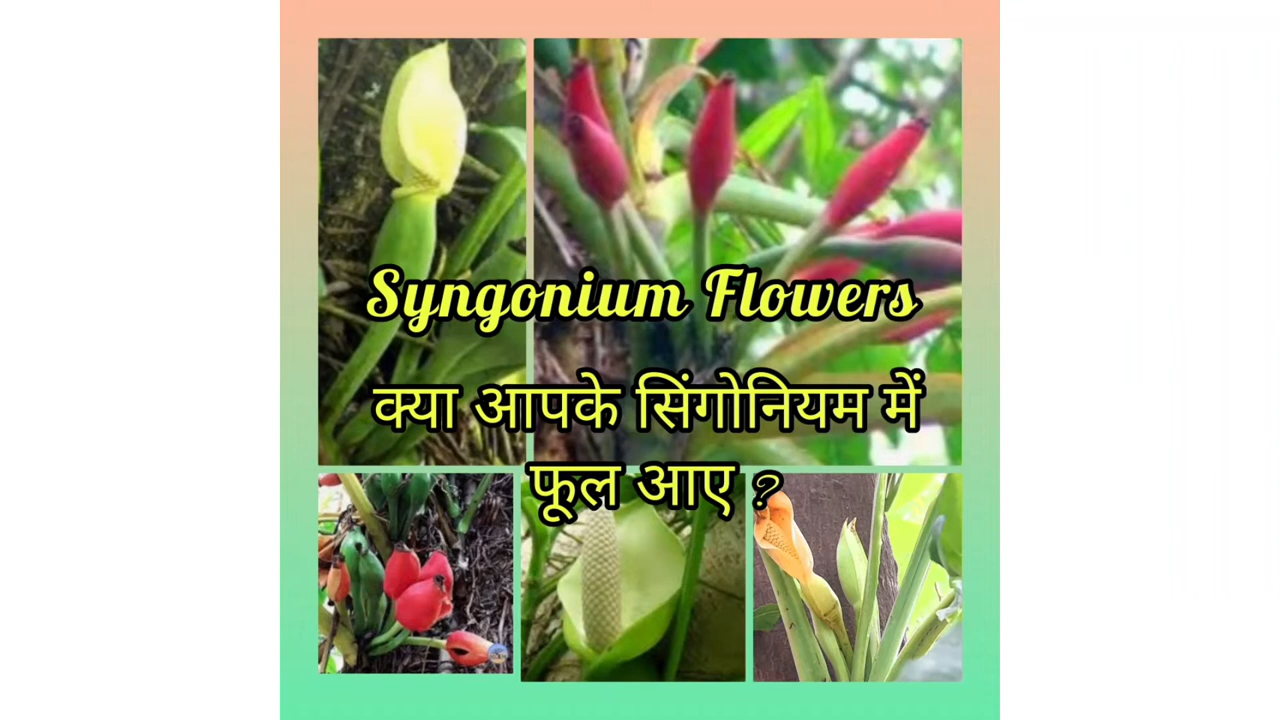 Syngonium Flowers
क्या आपके सिंगोनियम में
फूल आए ?